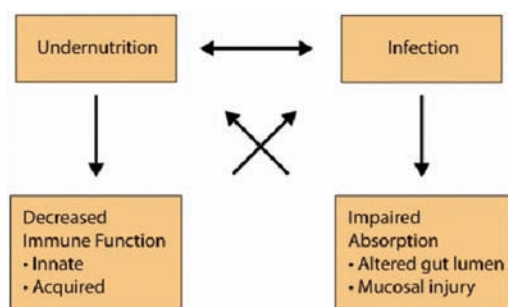 Undernutrition
Infection
Decreased
Immune Function
• Innate
• Acquired
Impaired
Absorption
• Altered gut lumen
• Mucosal injury